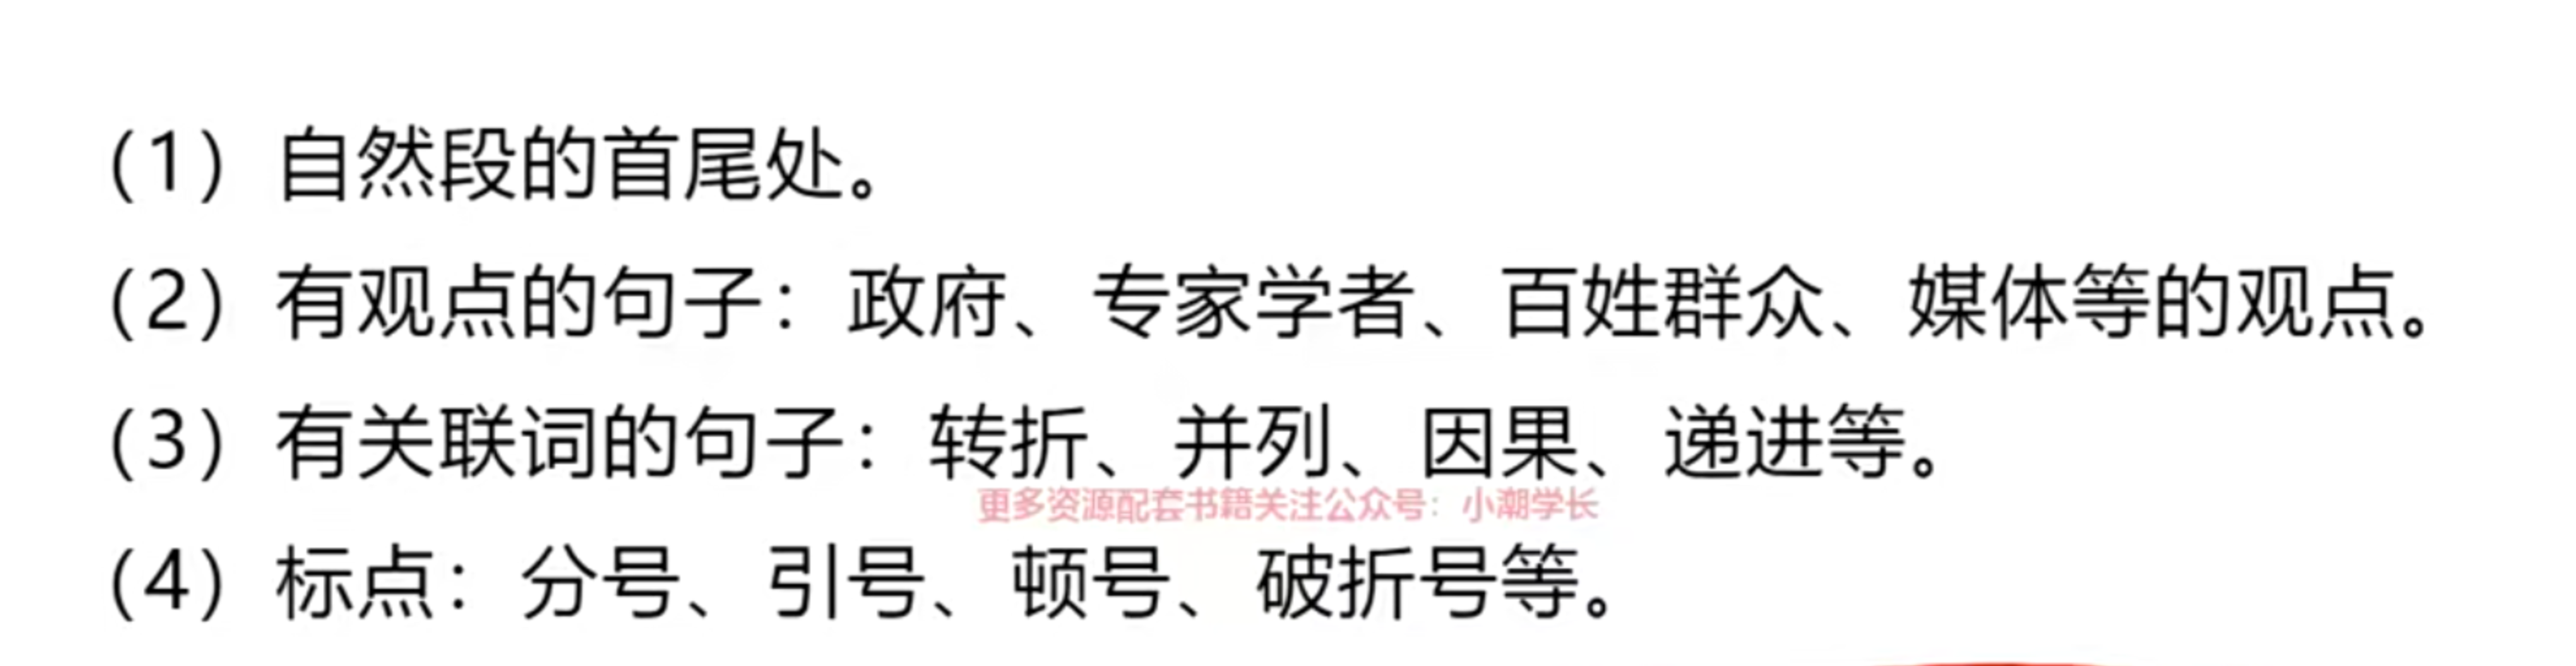 （1）自然段的首尾处。
（2）有观点的句子：政府、专家学者、百姓群众、媒体等的观点。
（3）有关联词的句子：转折、并列、因果、递进等。
更多资源配套书籍关注公众号：小潮学长
（4）标点：分号、引号、顿号、破折号等。